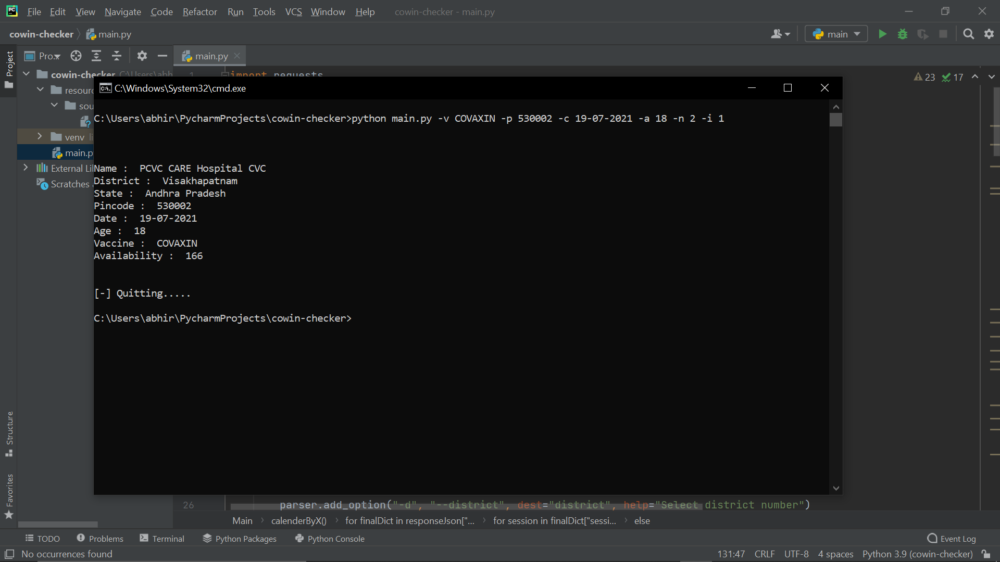 File Edit View Navigate Code Refactor Run Tools VCS Window Help cowin-checker - main.py
cowin-checker main.py main
Project Pro... main.py
cowin-checker C:\Users\abh
1 import requests
23 17
C:\Windows\System32\cmd.exe
resourc
sou
venv li
main.p
External Li
Scratches
C:\Users\abhir\PycharmProjects\cowin-checker>python main.py -v COVAXIN -p 530002 -c 19-07-2021 -a 18 -n 2 -i 1
Name :  PCVC CARE Hospital CVC
District :  Visakhapatnam
State :  Andhra Pradesh
Pincode :  530002
Date :  19-07-2021
Age :  18
Vaccine :  COVAXIN
Availability :  166
[-] Quitting.....
C:\Users\abhir\PycharmProjects\cowin-checker>
Structure
Favorites
26 parser.add_option("-d", "--district", dest="district", help="Select district number")
Main calenderByX() for finalDict in responseJson["... for session in finalDict["sessi... else
TODO Problems Terminal Python Packages Python Console Event Log
No occurrences found 131:47 CRLF UTF-8 4 spaces Python 3.9 (cowin-checker)